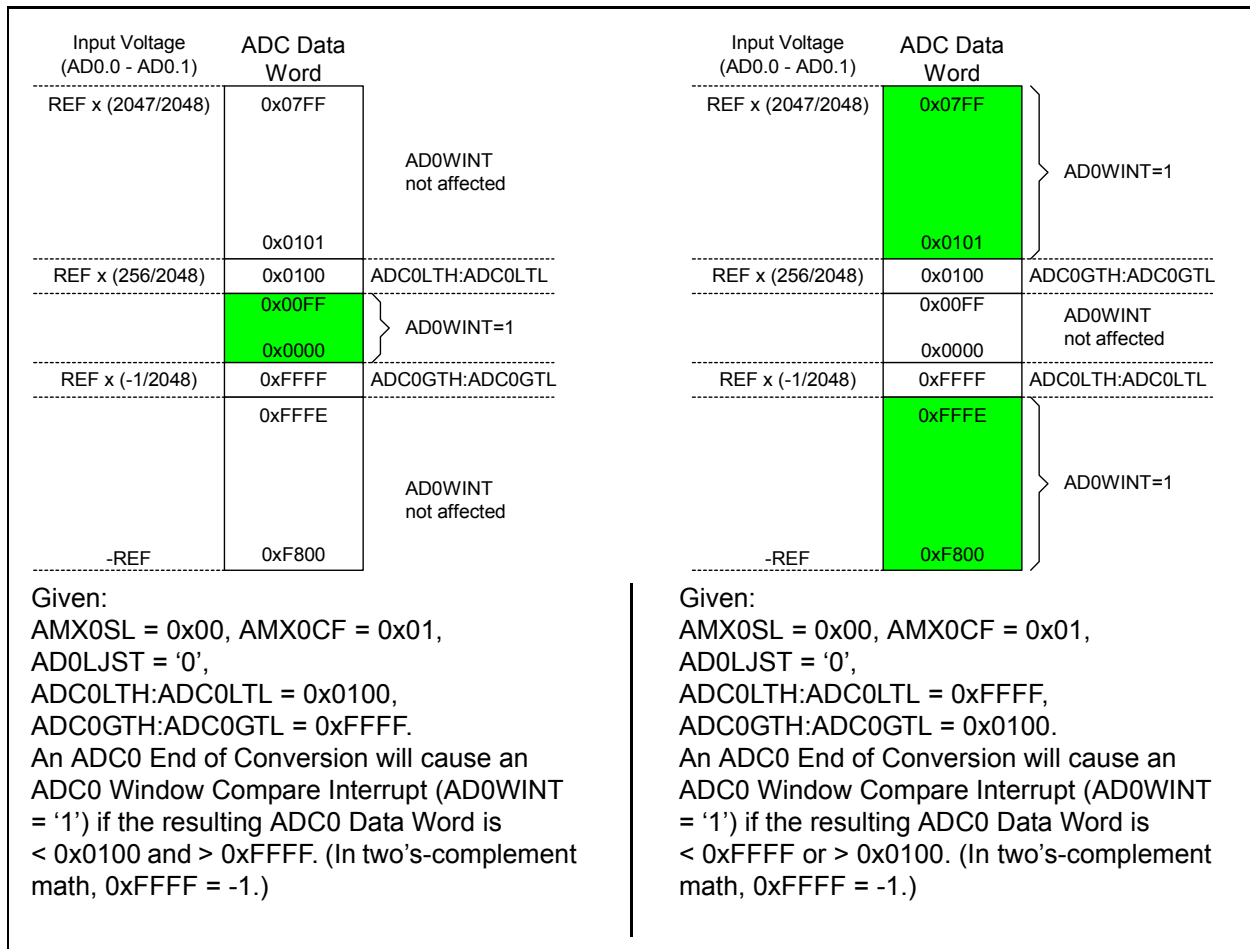 Input Voltage
(AD0.0 - AD0.1)
ADC Data
Word
REF x (2047/2048)
0x07FF
AD0WINT
not affected
0x0101
REF x (256/2048)
0x0100
ADC0LTH:ADC0LTL
0x00FF
AD0WINT=1
0x0000
REF x (-1/2048)
0xFFFF
ADC0GTH:ADC0GTL
0xFFFE
AD0WINT
not affected
-REF
0xF800
Given:
AMX0SL = 0x00, AMX0CF = 0x01,
AD0LJST = ‘0’,
ADC0LTH:ADC0LTL = 0x0100,
ADC0GTH:ADC0GTL = 0xFFFF.
An ADC0 End of Conversion will cause an
ADC0 Window Compare Interrupt (AD0WINT
= ‘1’) if the resulting ADC0 Data Word is
< 0x0100 and > 0xFFFF. (In two’s-complement
math, 0xFFFF = -1.)
Input Voltage
(AD0.0 - AD0.1)
ADC Data
Word
REF x (2047/2048)
0x07FF
AD0WINT=1
0x0101
REF x (256/2048)
0x0100
ADC0GTH:ADC0GTL
0x00FF
AD0WINT
not affected
0x0000
REF x (-1/2048)
0xFFFF
ADC0LTH:ADC0LTL
0xFFFE
AD0WINT=1
-REF
0xF800
Given:
AMX0SL = 0x00, AMX0CF = 0x01,
AD0LJST = ‘0’,
ADC0LTH:ADC0LTL = 0xFFFF,
ADC0GTH:ADC0GTL = 0x0100.
An ADC0 End of Conversion will cause an
ADC0 Window Compare Interrupt (AD0WINT
= ‘1’) if the resulting ADC0 Data Word is
< 0xFFFF or > 0x0100. (In two’s-complement
math, 0xFFFF = -1.)